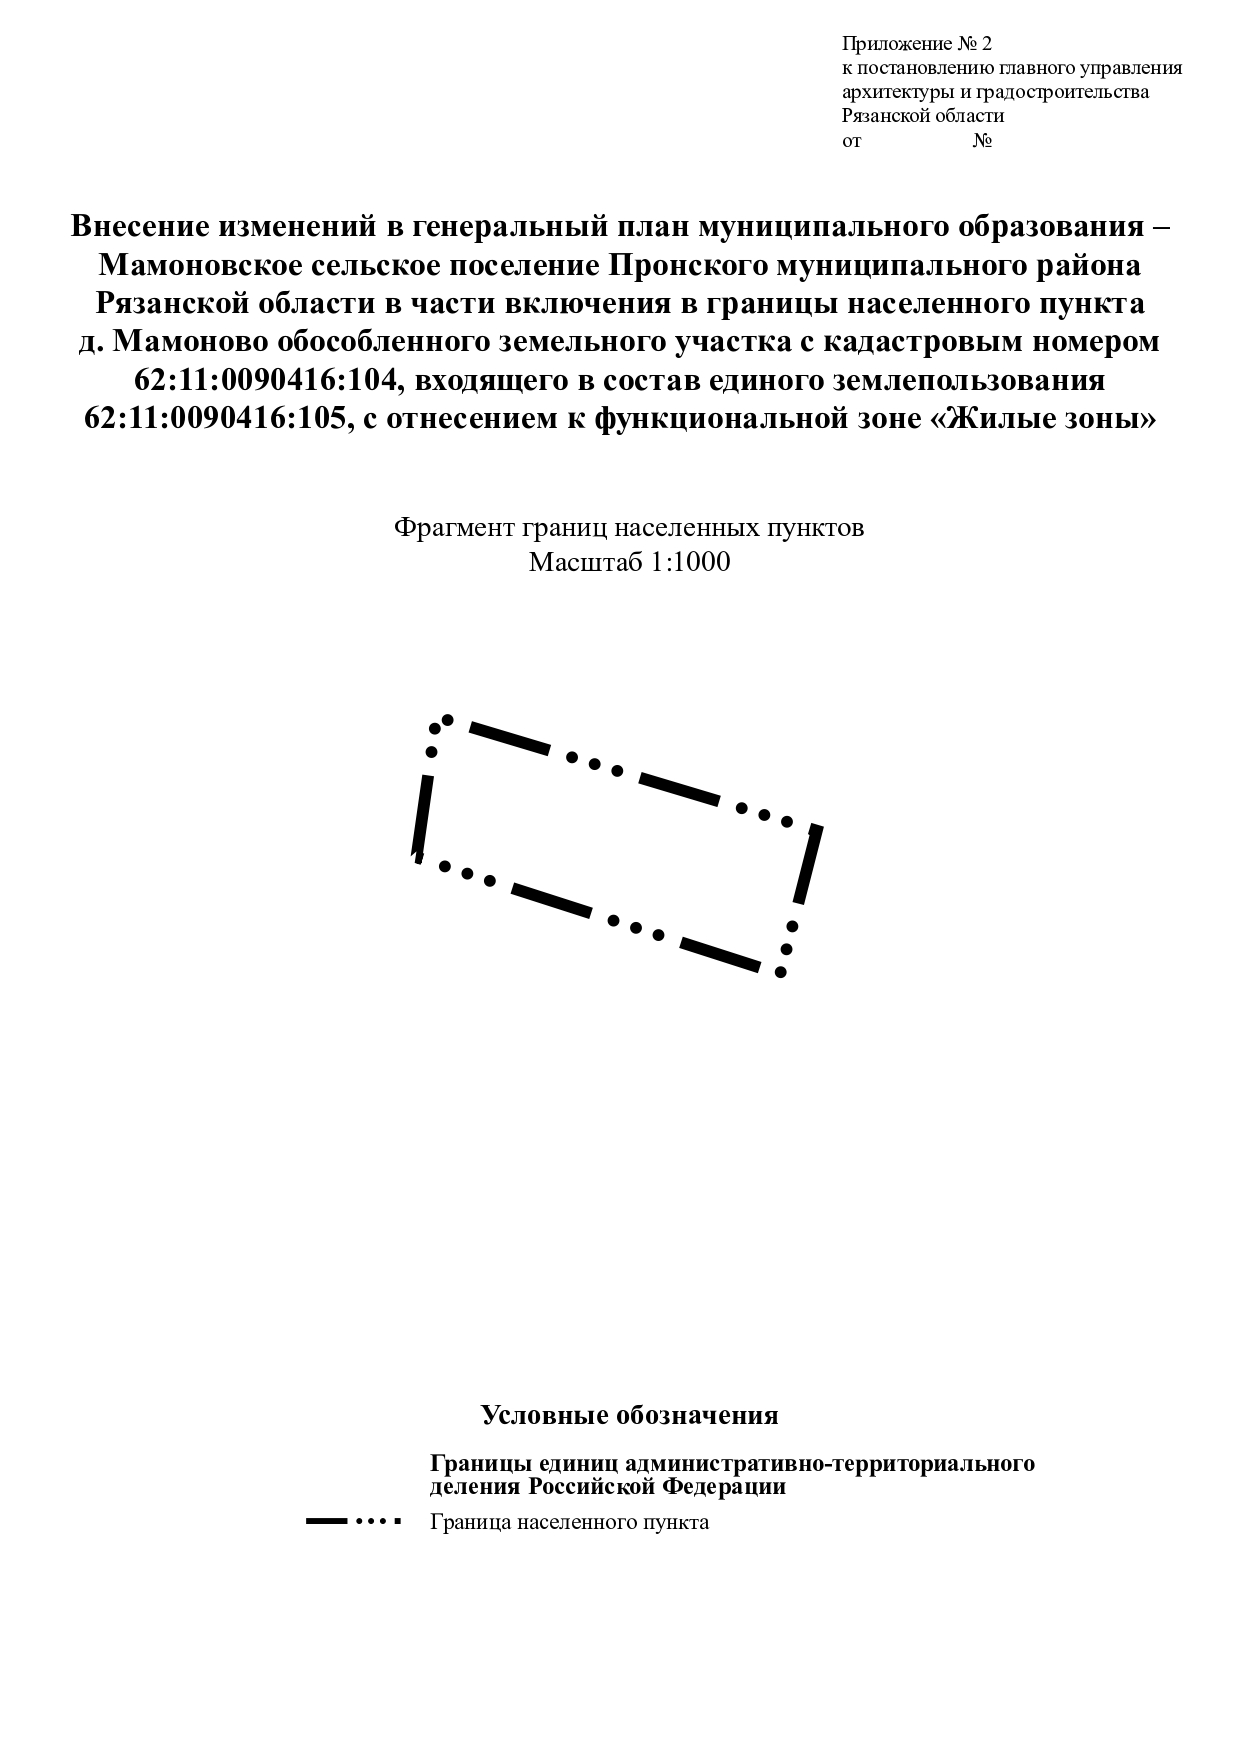 Приложение № 2
к постановлению главного управления
архитектуры и градостроительства
Рязанской области
от №
Внесение изменений в генеральный план муниципального образования –
Мамоновское сельское поселение Пронского муниципального района
Рязанской области в части включения в границы населенного пункта
д. Мамоново обособленного земельного участка с кадастровым номером
62:11:0090416:104, входящего в состав единого землепользования
62:11:0090416:105, с отнесением к функциональной зоне «Жилые зоны»
Фрагмент границ населенных пунктов
Масштаб 1:1000
Условные обозначения
Границы единиц административно-территориального
деления Российской Федерации
Граница населенного пункта